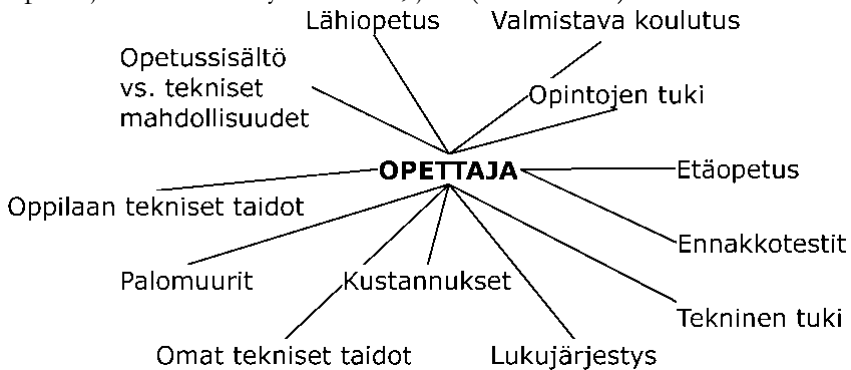 Lähiopetus
Valmistava koulutus
Opetussisältö
vs. tekniset
mahdollisuudet
Opintojen tuki
OPETTAJA
Etäopetus
Oppilaan tekniset taidot
Ennakkotestit
Palomuurit
Kustannukset
Tekninen tuki
Omat tekniset taidot
Lukujärjestys